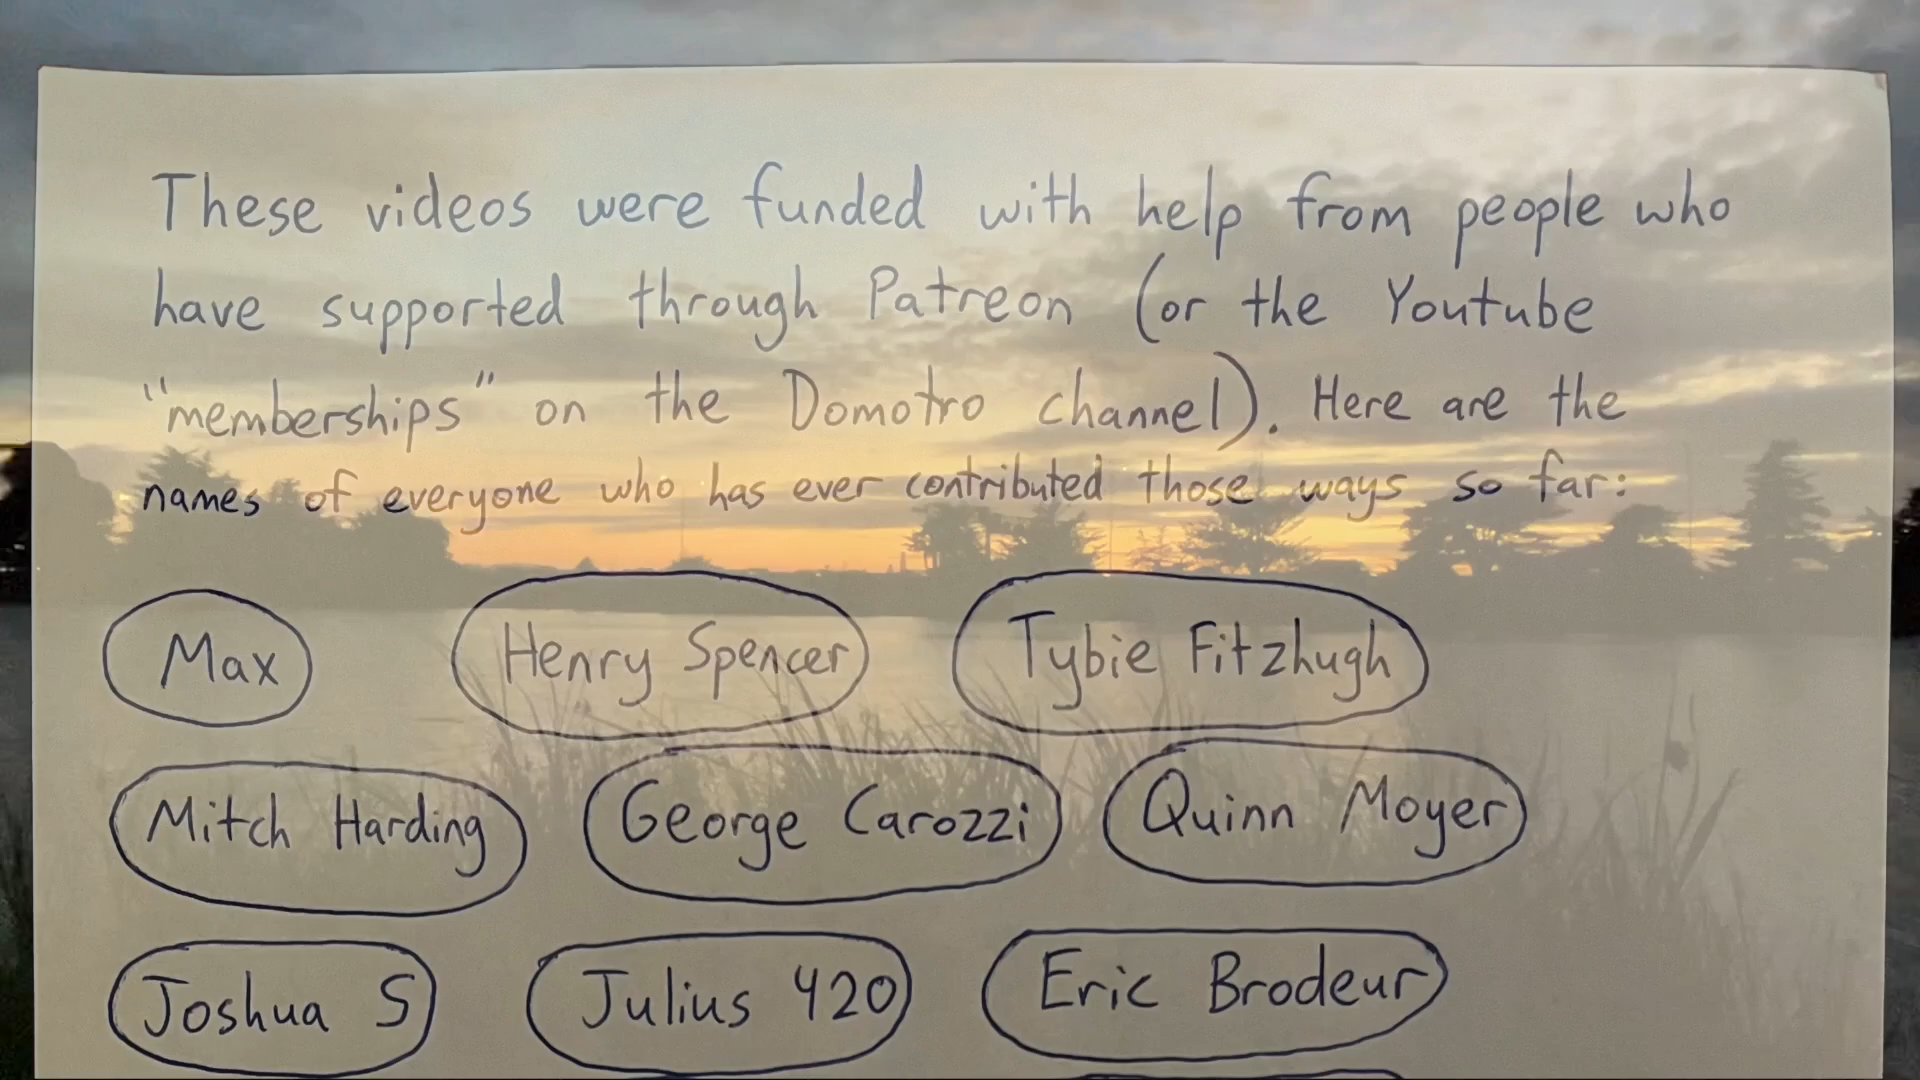 These videos were funded with help from people who
have supported through Patreon (or the Youtube
"memberships" on the Domotro channel). Here are the
names of everyone who has ever contributed those ways so far:
Max Henry Spencer Tybie Fitzhugh
Mitch Harding George Carozzi Quinn Moyer
Joshua S Julius 420 Eric Brodeur